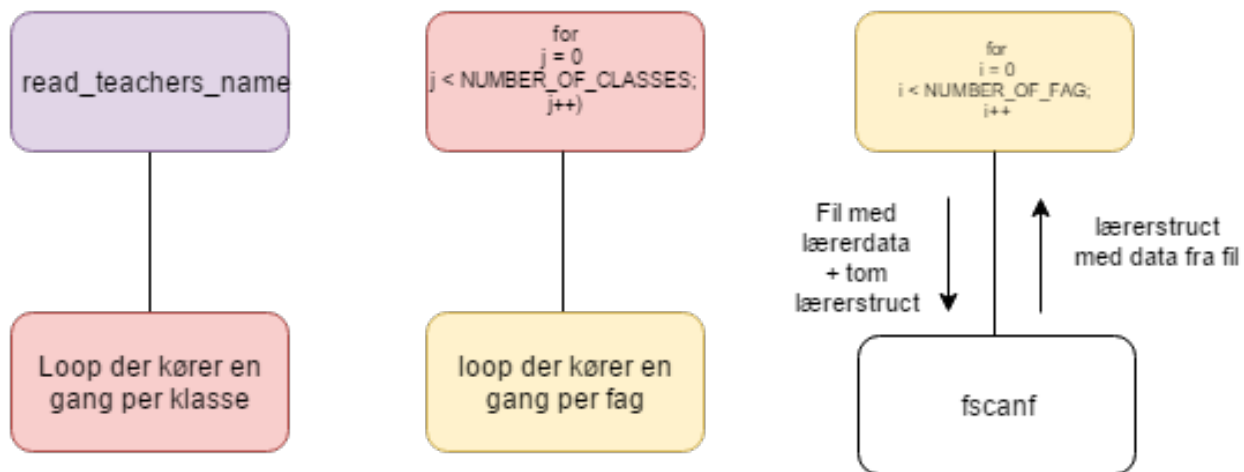 read_teachers_name
for
j = 0
j < NUMBER_OF_CLASSES;
j++)
for
i = 0
i < NUMBER_OF_FAG;
i++
Fil med
lærerdata
+ tom
lærerstruct
lærerstruct
med data fra fil
Loop der kører en
gang per klasse
loop der kører en
gang per fag
fscanf